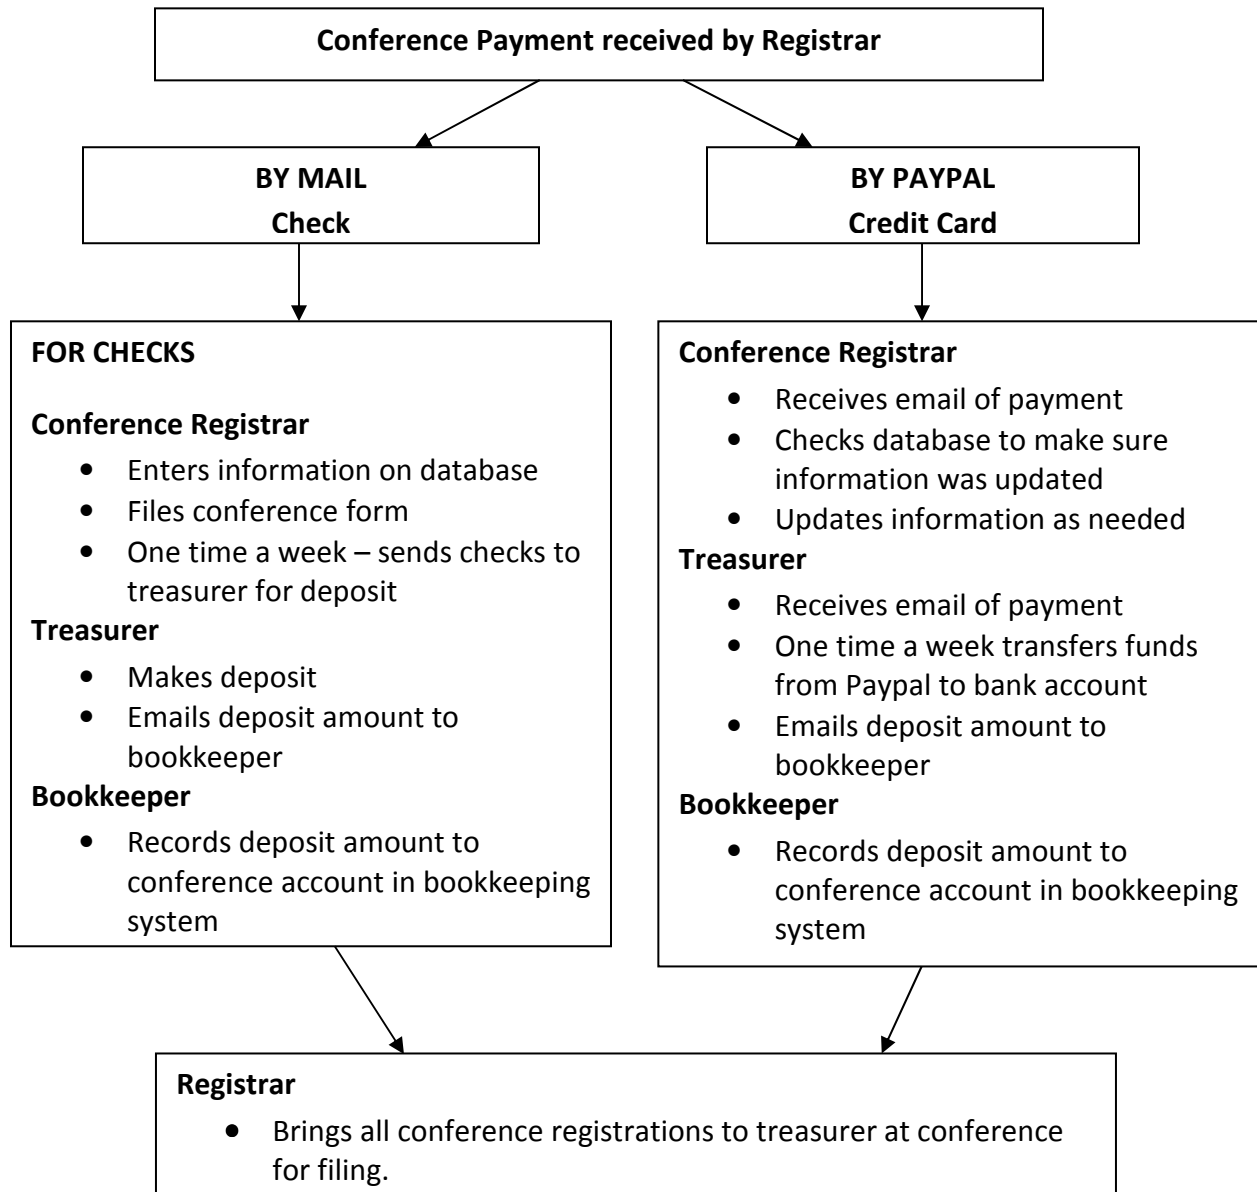 Conference Payment received by Registrar
BY MAIL
Check
BY PAYPAL
Credit Card
FOR CHECKS
Conference Registrar
• Enters information on database
• Files conference form
• One time a week – sends checks to
treasurer for deposit
Treasurer
• Makes deposit
• Emails deposit amount to
bookkeeper
Bookkeeper
• Records deposit amount to
conference account in bookkeeping
system
Conference Registrar
• Receives email of payment
• Checks database to make sure
information was updated
• Updates information as needed
Treasurer
• Receives email of payment
• One time a week transfers funds
from Paypal to bank account
• Emails deposit amount to
bookkeeper
Bookkeeper
• Records deposit amount to
conference account in bookkeeping
system
Registrar
• Brings all conference registrations to treasurer at conference
for filing.